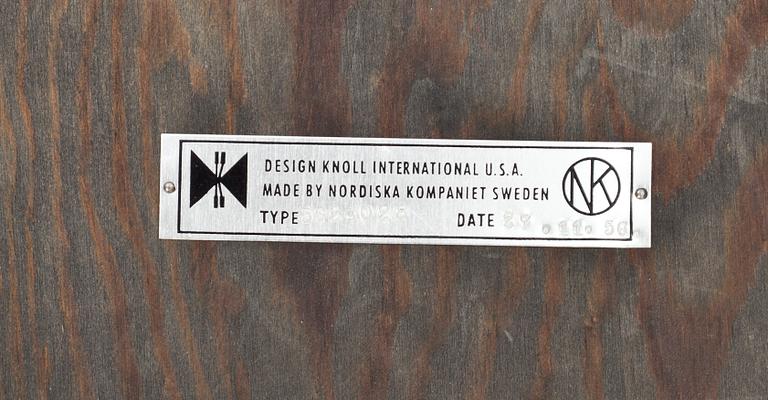 DESIGN KNOLL INTERNATIONAL U.S.A.
MADE BY NORDISKA KOMPANIET SWEDEN
NK
TYPE
DATE